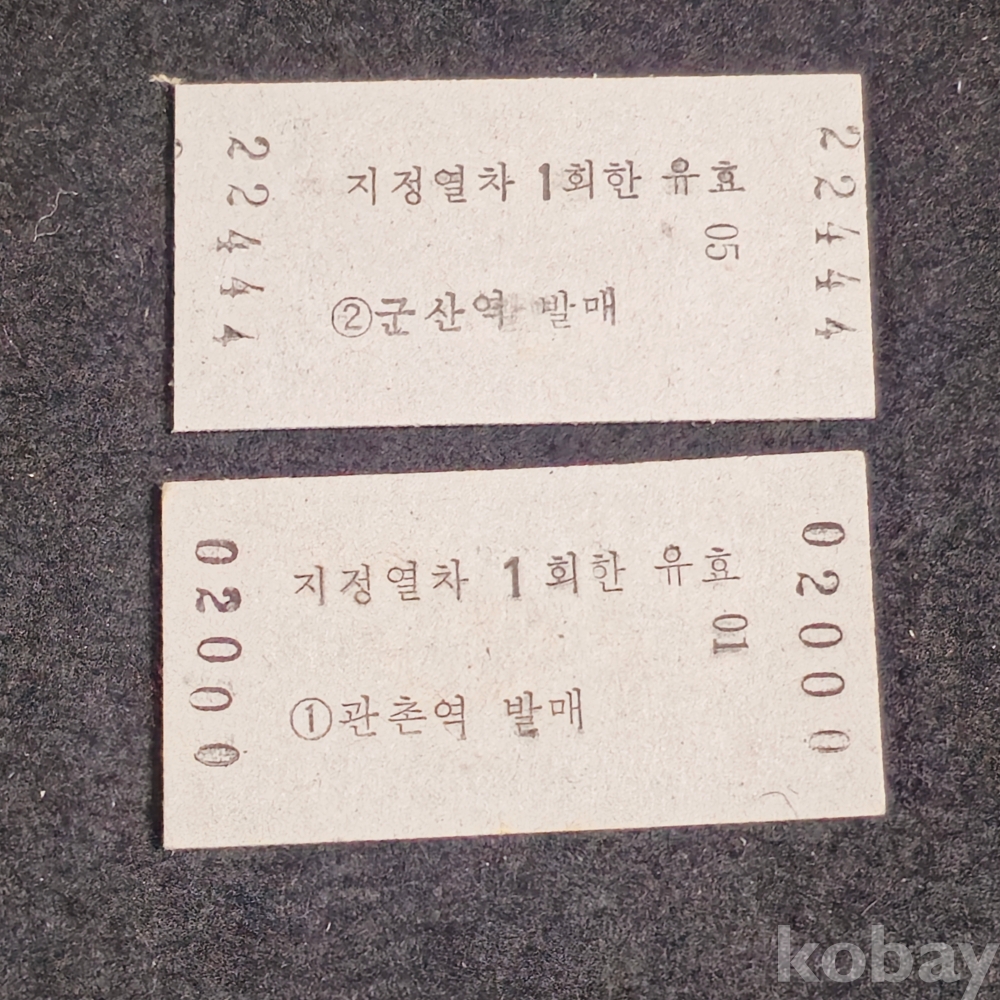 22444
지정열차 1회한 유효
05
②군산역 발매
22444
02000
지정열차 1 회한 유효
01
①관촌역 발매
02000
kobay